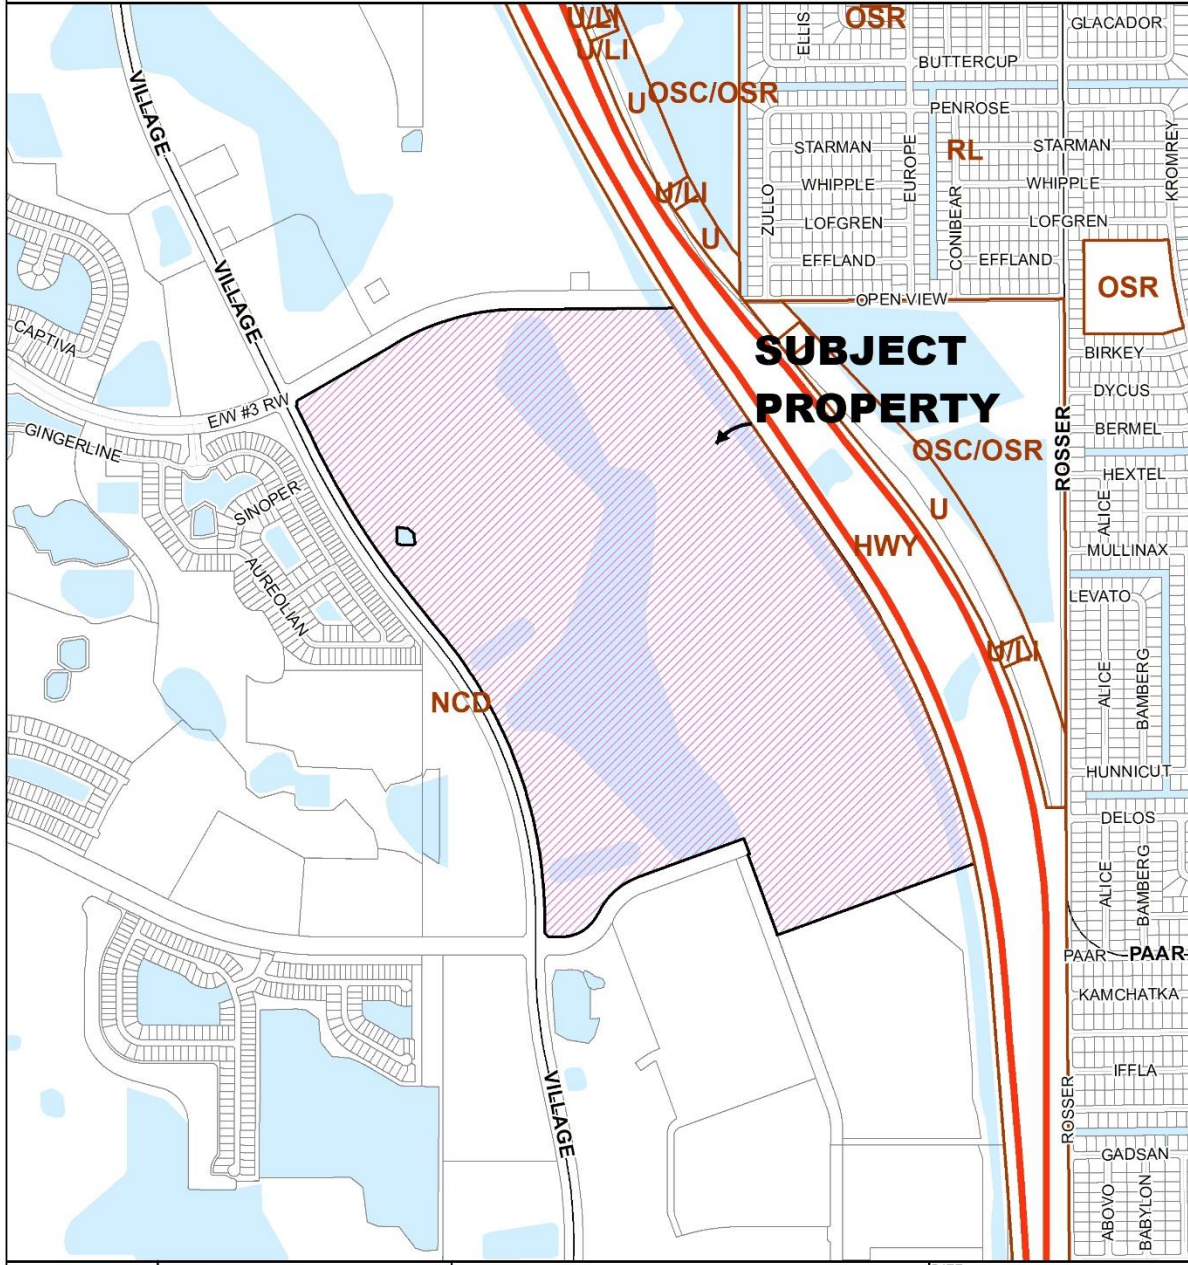 U/LI
ELLIS
OSR
GLACADOR
U/LI
BUTTERCUP
VILLAGE
U
OSC/OSR
PENROSE
STARMAN
EUROPE
RL
STARMAN
KROMREY
WHIPPLE
WHIPPLE
U/LI
ZULLO
LOFGREN
CONIBEAR
LOFGREN
U
EFFLAND
EFFLAND
VILLAGE
OPEN VIEW
OSR
CAPTIVA
SUBJECT
PROPERTY
BIRKEY
DYCUS
E/W #3 RW
BERMEL
GINGERLINE
OSC/OSR
ROSSER
HEXTEL
SINOPER
U
ALICE
HWY
MULLINAX
AUREOLIAN
LEVATO
U/LI
ALICE
BAMBERG
NCD
HUNNICUT
DELOS
ALICE
BAMBERG
PAAR
PAAR
KAMCHATKA
IFFLA
VILLAGE
ROSSER
GADSAN
ABOVO
BABYLON